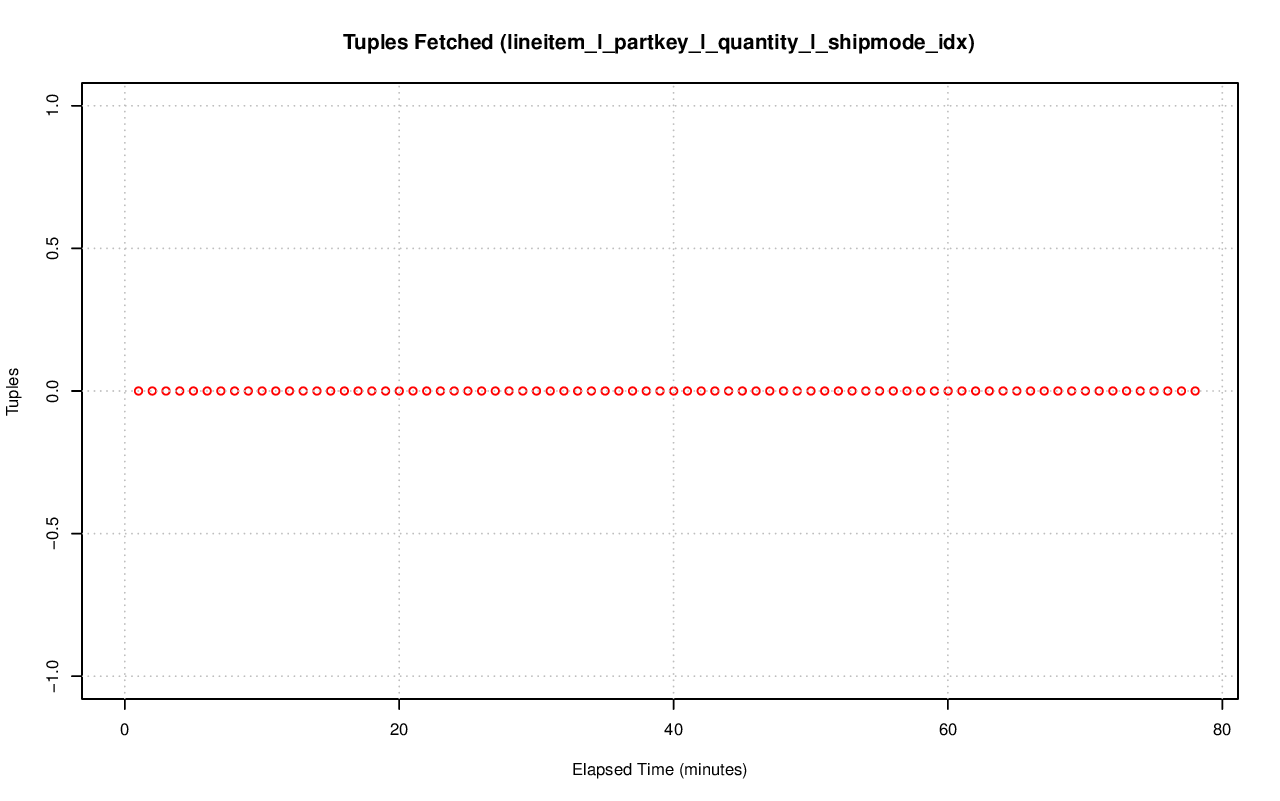 Tuples Fetched (lineitem_l_partkey_l_quantity_l_shipmode_idx)
Tuples
1.0
0.5
0.0
−0.5
−1.0
0 20 40 60 80
Elapsed Time (minutes)